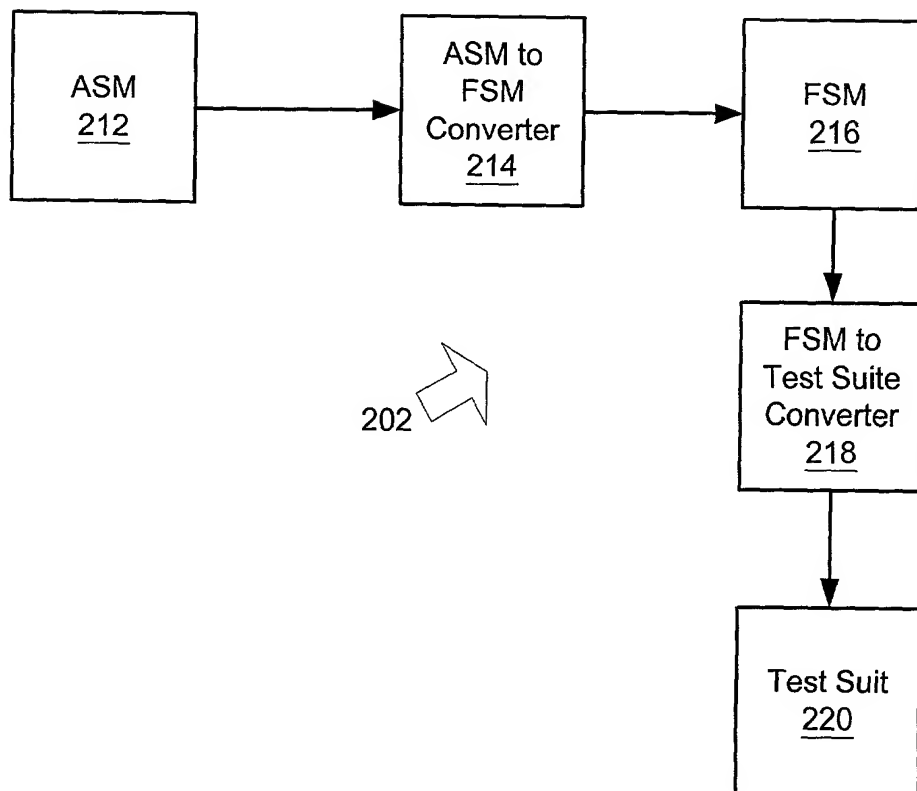 ASM
212
ASM to
FSM
Converter
214
FSM
216
FSM to
Test Suite
Converter
218
202
Test Suit
220